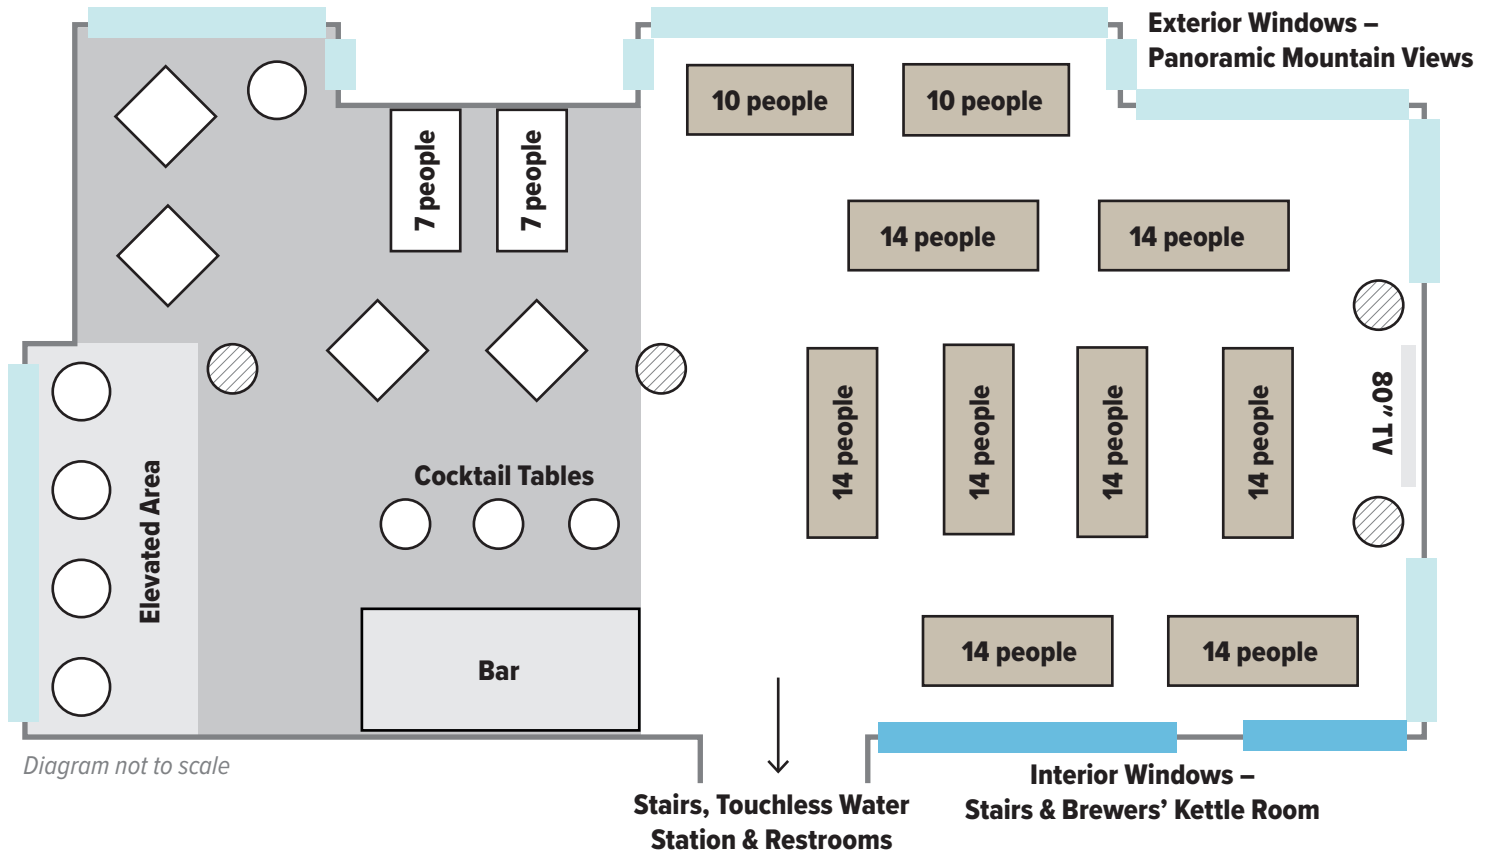 Exterior Windows –
Panoramic Mountain Views
10 people
10 people
7 people
7 people
14 people
14 people
80" TV
14 people
14 people
14 people
14 people
Cocktail Tables
Elevated Area
Bar
14 people
14 people
Diagram not to scale
Interior Windows –
Stairs & Brewers’ Kettle Room
Stairs, Touchless Water
Station & Restrooms